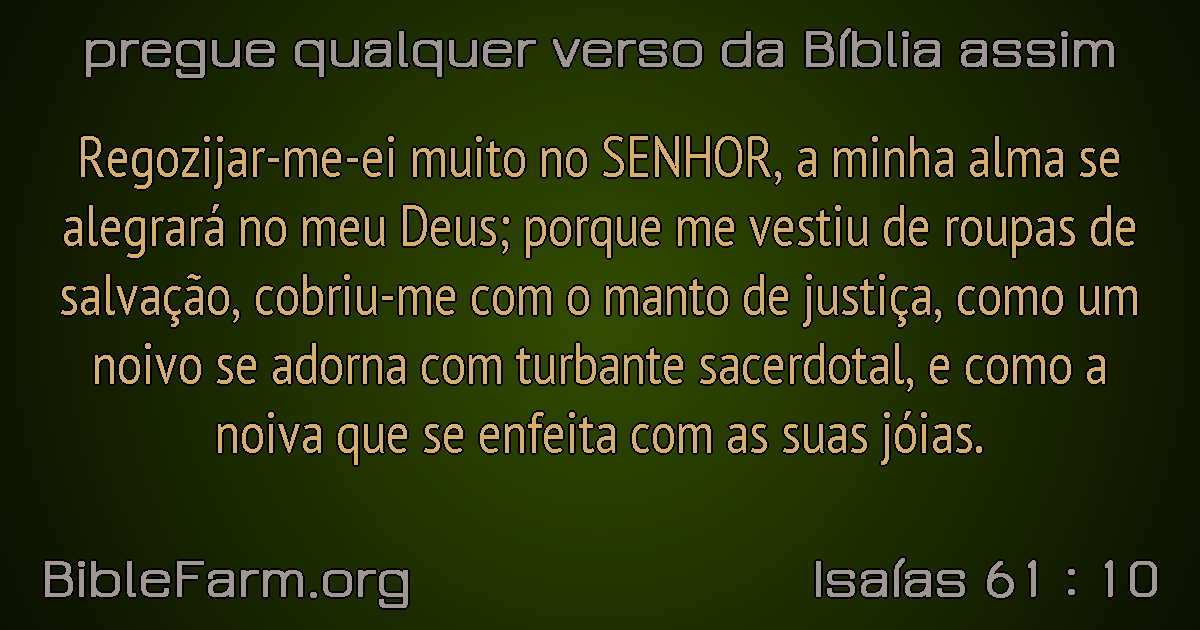 pregue qualquer verso da Bíblia assim
Regozijar-me-ei muito no SENHOR, a minha alma se
alegrará no meu Deus; porque me vestiu de roupas de
salvação, cobriu-me com o manto de justiça, como um
noivo se adorna com turbante sacerdotal, e como a
noiva que se enfeita com as suas jóias.
BibleFarm.org
Isaías 61 : 10